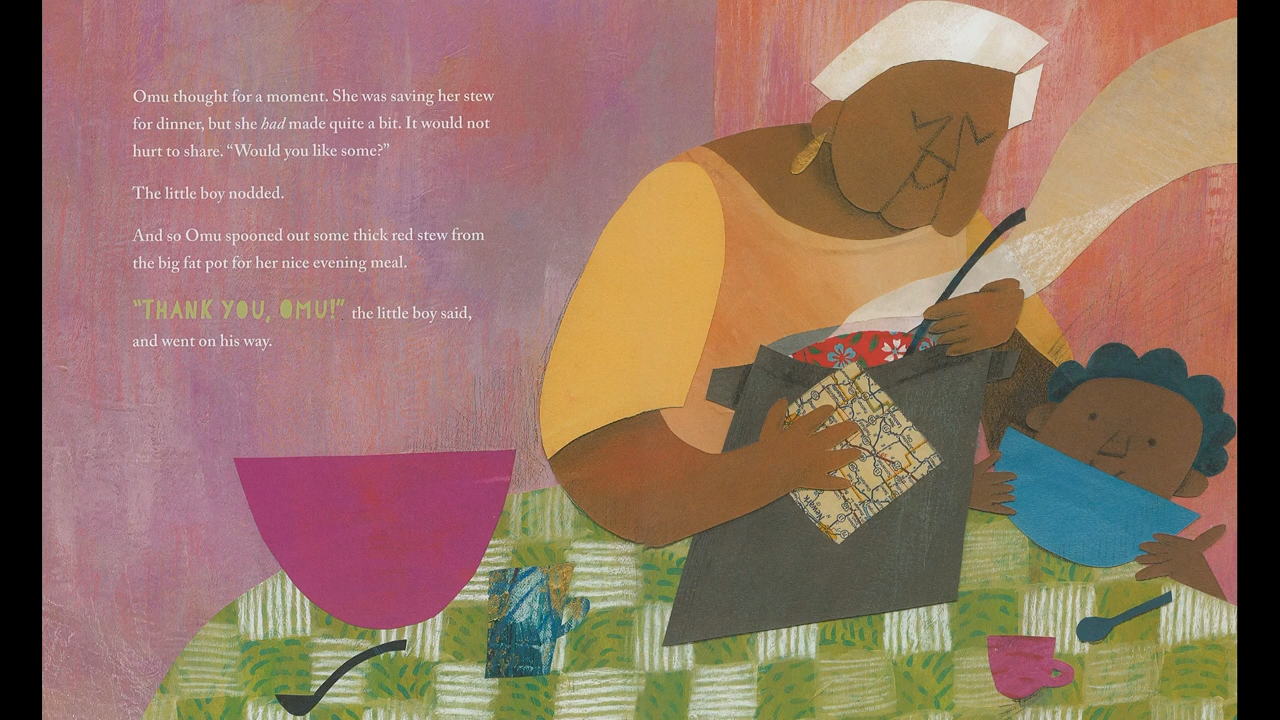 Omu thought for a moment. She was saving her stew
for dinner, but she had made quite a bit. It would not
hurt to share. “Would you like some?”
The little boy nodded.
And so Omu spooned out some thick red stew from
the big fat pot for her nice evening meal.
“THANK YOU, OMU!” the little boy said,
and went on his way.
Newark